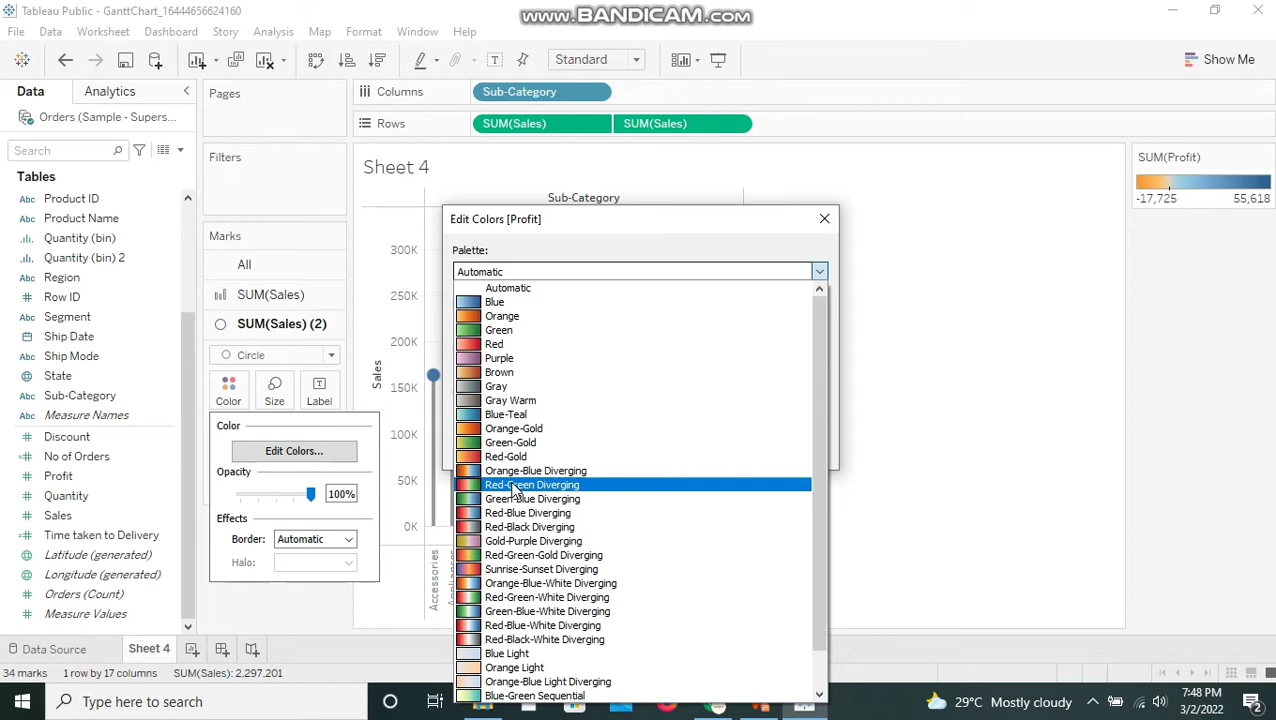 Tableau Public - GanttChart_16444656624160
www.BANDICAM.com
File Data Worksheet Dashboard Story Analysis Map Format Window Help
Standard
Show Me
Data Analytics
Pages
Columns Sub-Category
Orders (Sample - Supers...
Rows SUM(Sales) SUM(Sales)
Search
Filters
Sheet 4
SUM(Profit)
-17,725 55,618
Tables
Abc Product ID
Abc Product Name
Quantity (bin)
Quantity (bin) 2
Abc Region
# Row ID
Abc Segment
Ship Date
Abc Ship Mode
Abc State
Abc Sub-Category
Abc Measure Names
# Discount
# No of Orders
# Profit
# Quantity
# Sales
# Time taken to deliver
# Latitude (generated)
# Longitude (generated)
# Orders (Count)
# Measure Values
Marks
All
SUM(Sales)
SUM(Sales) (2)
Circle
Color Size Label
Color
Edit Colors...
Opacity
100%
Effects
Border: Automatic
Halo:
Sub-Category
300K
250K
200K
150K
100K
50K
0K
Sales
Accessories
Edit Colors [Profit]
Palette:
Automatic
Automatic
Blue
Orange
Green
Red
Purple
Brown
Gray
Gray Warm
Blue-Teal
Orange-Gold
Green-Gold
Red-Gold
Orange-Blue Diverging
Red-Green Diverging
Green-Blue Diverging
Red-Blue Diverging
Red-Black Diverging
Gold-Purple Diverging
Red-Green-Gold Diverging
Sunrise-Sunset Diverging
Orange-Blue-White Diverging
Red-Green-White Diverging
Green-Blue-White Diverging
Red-Blue-White Diverging
Red-Black-White Diverging
Blue Light
Orange Light
Orange-Blue Light Diverging
Blue-Green Sequential
Data Source Sheet 4
34 marks 1 row by 17 columns SUM(Sales): 2,297,201
Type here to search
29°C Mostly cloudy
7:48 PM
3/2/2022
2